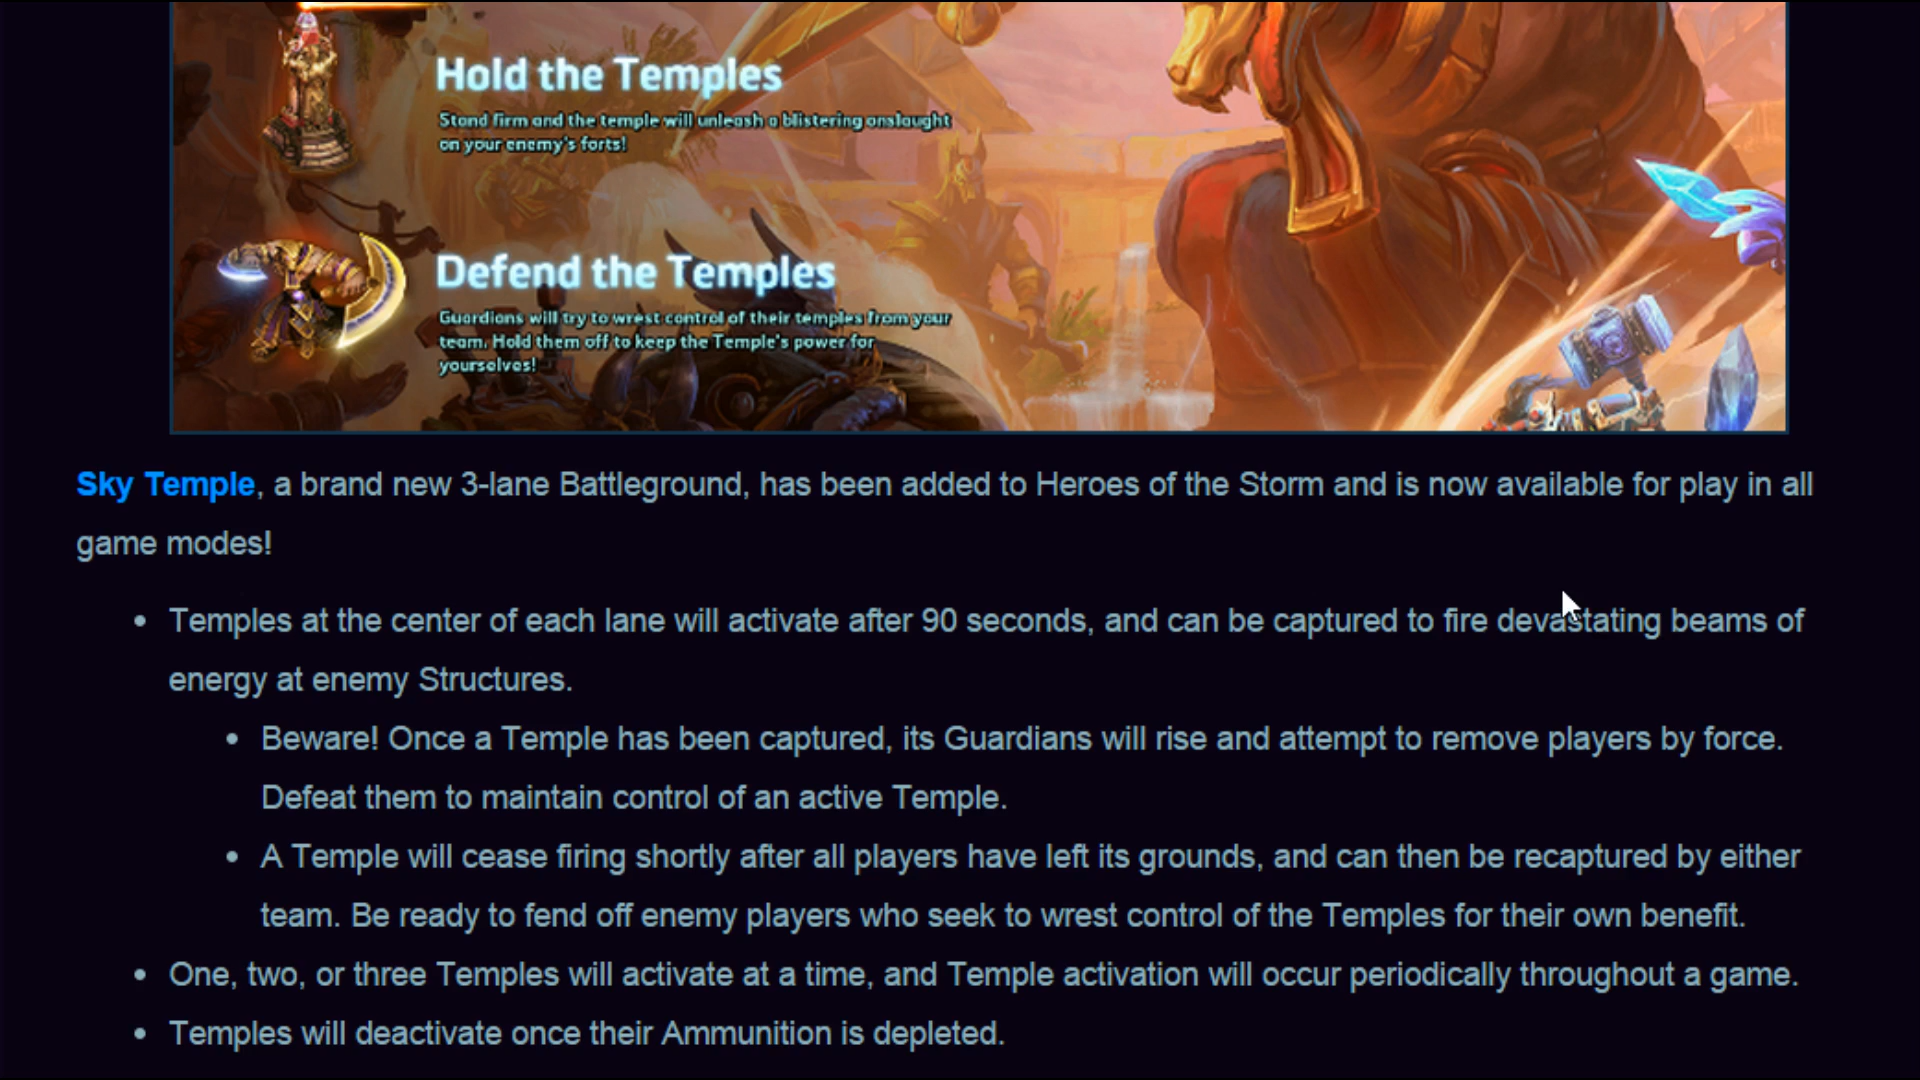 Hold the Temples
Stand firm and the temple will unleash a blistering onslaught
on your enemy's forts!
Defend the Temples
Guardians will try to wrest control of their temples from your
team. Hold them off to keep the Temple's power for
yourselves!
Sky Temple, a brand new 3-lane Battleground, has been added to Heroes of the Storm and is now available for play in all
game modes!
• Temples at the center of each lane will activate after 90 seconds, and can be captured to fire devastating beams of
energy at enemy Structures.
• Beware! Once a Temple has been captured, its Guardians will rise and attempt to remove players by force.
Defeat them to maintain control of an active Temple.
• A Temple will cease firing shortly after all players have left its grounds, and can then be recaptured by either
team. Be ready to fend off enemy players who seek to wrest control of the Temples for their own benefit.
• One, two, or three Temples will activate at a time, and Temple activation will occur periodically throughout a game.
• Temples will deactivate once their Ammunition is depleted.